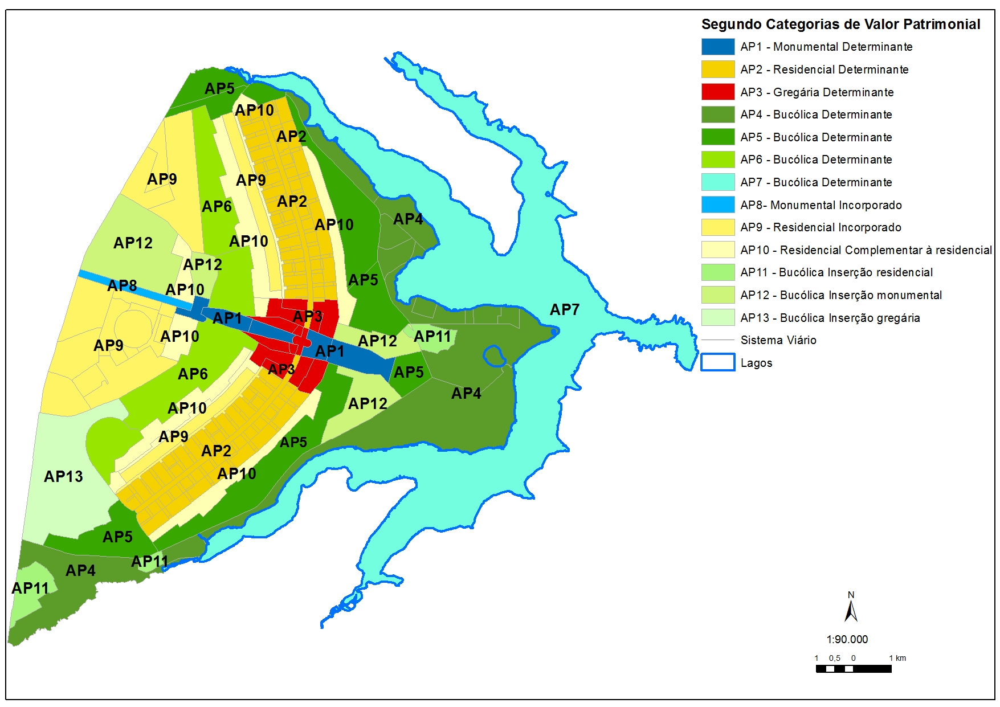 Segundo Categorias de Valor Patrimonial
AP1 - Monumental Determinante
AP2 - Residencial Determinante
AP3 - Gregária Determinante
AP4 - Bucólica Determinante
AP5 - Bucólica Determinante
AP6 - Bucólica Determinante
AP7 - Bucólica Determinante
AP8- Monumental Incorporado
AP9 - Residencial Incorporado
AP10 - Residencial Complementar à residencial
AP11 - Bucólica Inserção residencial
AP12 - Bucólica Inserção monumental
AP13 - Bucólica Inserção gregária
Sistema Viário
Lagos
AP5
AP10
AP2
AP9
AP9
AP2
AP6
AP4
AP10
AP10
AP12
AP12
AP5
AP8
AP10
AP7
AP1
AP3
AP10
AP11
AP12
AP9
AP1
AP3
AP5
AP6
AP4
AP12
AP10
AP9
AP5
AP2
AP10
AP13
AP5
AP11
AP4
AP11
N
1:90.000
1 0,5 0 1 km